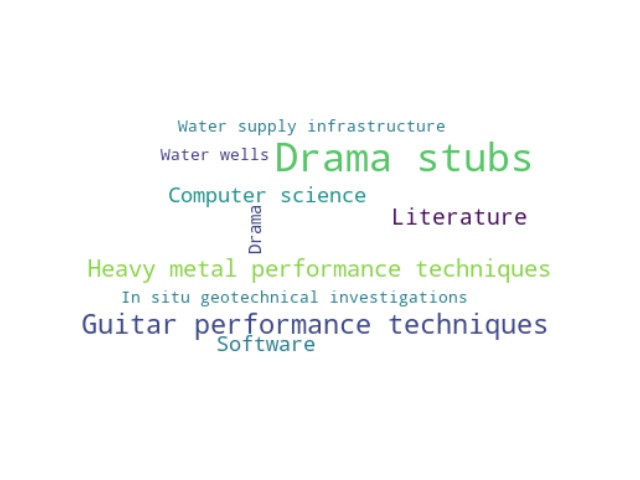 Water supply infrastructure
Water wells
Drama stubs
Computer science
Drama
Literature
Heavy metal performance techniques
In situ geotechnical investigations
Guitar performance techniques
Software